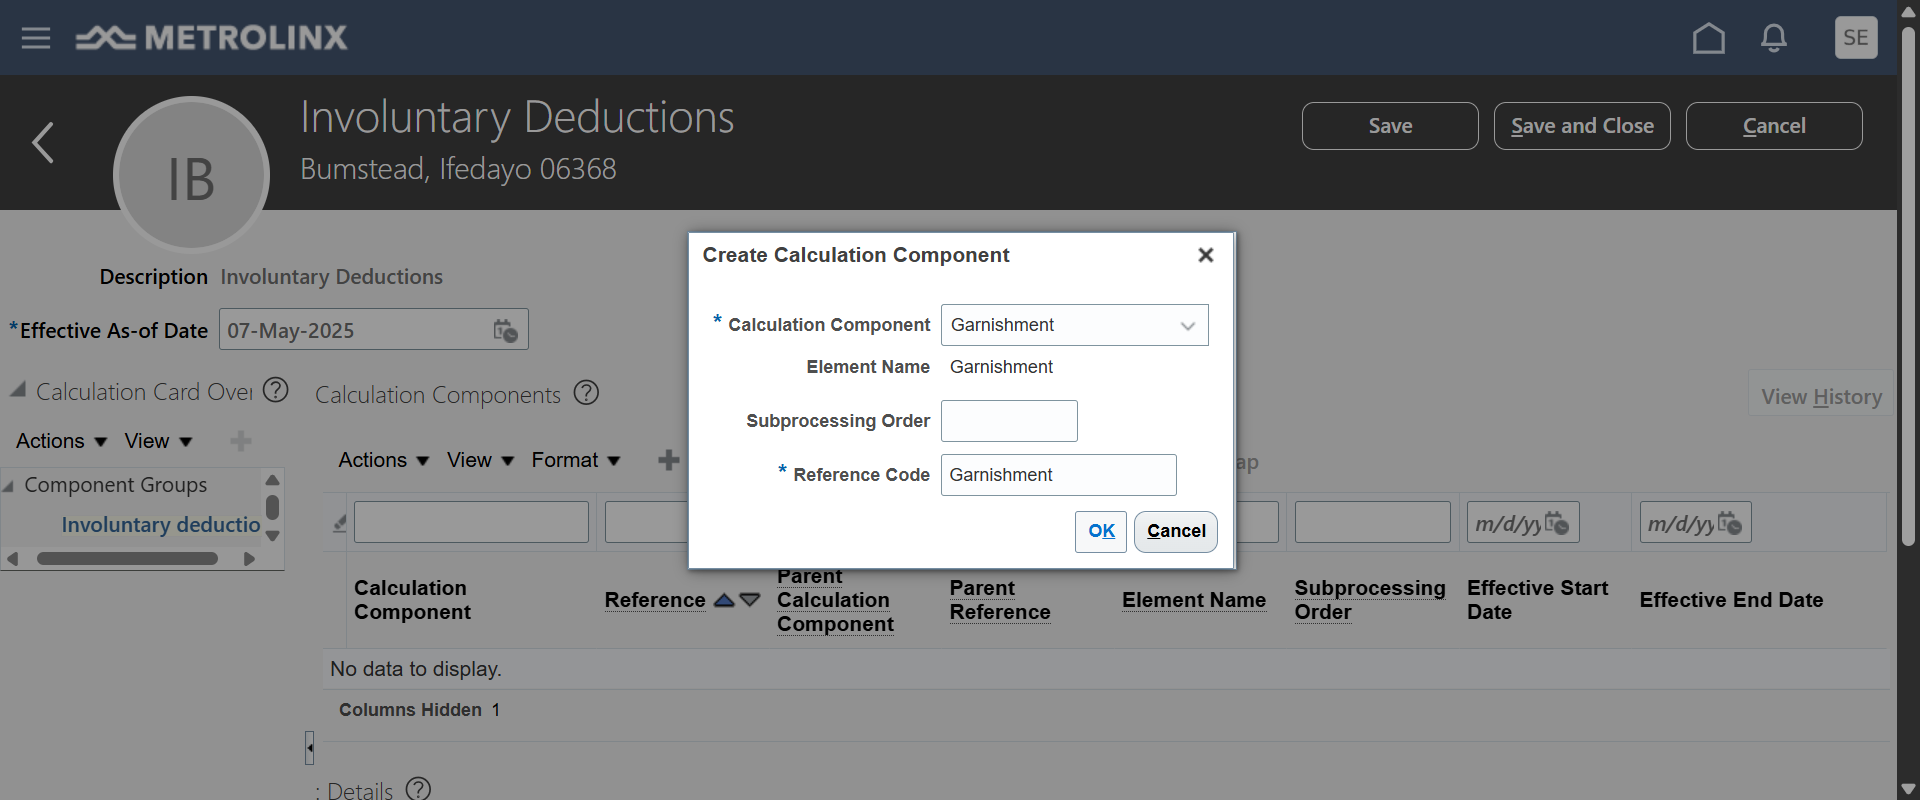 METROLINX
SE
IB
Involuntary Deductions
Bumstead, Ifedayo 06368
Save
Save and Close
Cancel
Description Involuntary Deductions
*Effective As-of Date 07-May-2025
Calculation Card Over
Calculation Components
View History
Actions View
Actions View Format
ap
Component Groups
Involuntary deductio
Create Calculation Component
* Calculation Component Garnishment
Element Name Garnishment
Subprocessing Order
* Reference Code Garnishment
OK Cancel
m/d/yy
m/d/yy
Calculation Component
Reference
Parent Calculation Component
Parent Reference
Element Name
Subprocessing Order
Effective Start Date
Effective End Date
No data to display.
Columns Hidden 1
: Details